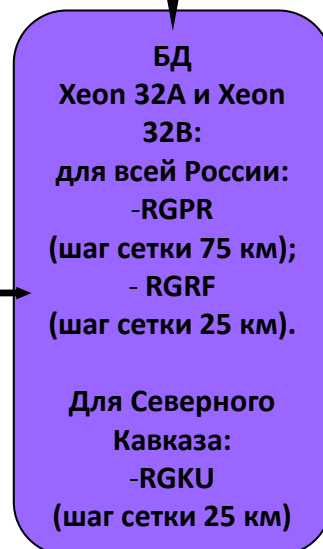 БД
Xeon 32A и Xeon
32B:
для всей России:
-RGPR
(шаг сетки 75 км);
- RGRF
(шаг сетки 25 км).
Для Северного
Кавказа:
-RGKU
(шаг сетки 25 км)